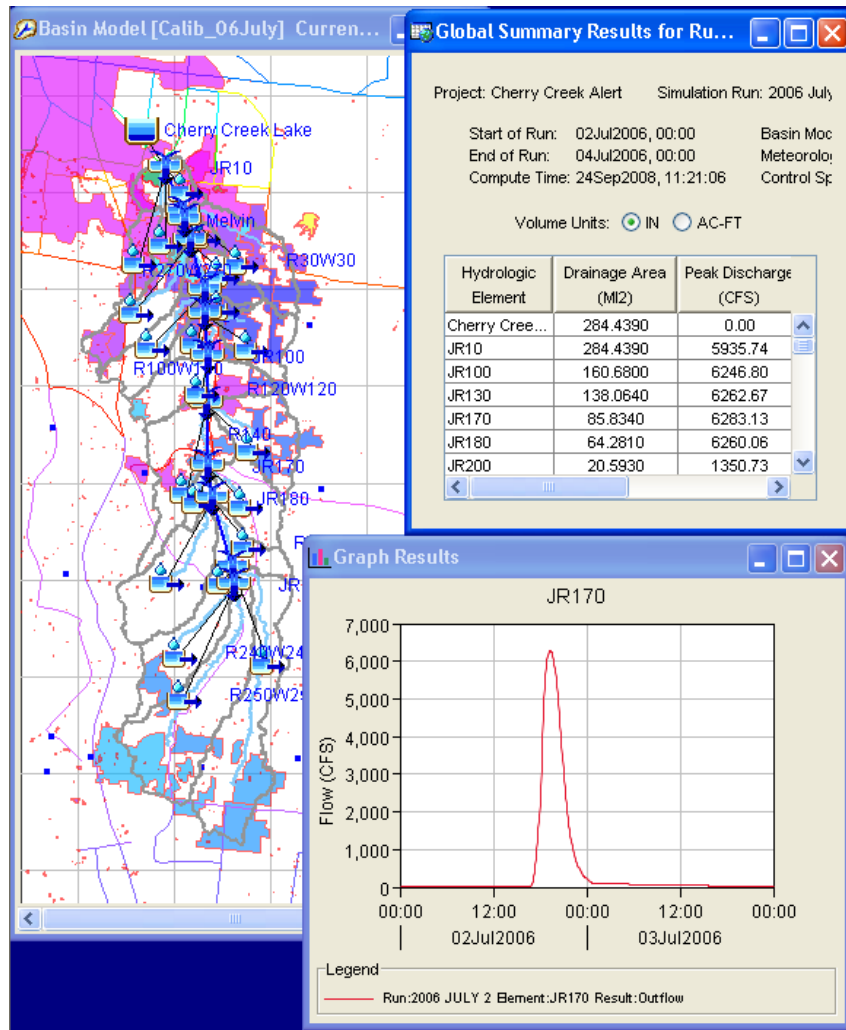 Basin Model [Calib_06July] Curren...
Cherry Creek Lake
JR10
Melvin
R30W30
R270W270
JR100
R120W120
R140
JR170
JR180
Global Summary Results for Ru...
Project: Cherry Creek Alert Simulation Run: 2006 July
Start of Run: 02Jul2006, 00:00 Basin Moc
End of Run: 04Jul2006, 00:00 Meteorolo
Compute Time: 24Sep2008, 11:21:06 Control Sp
Volume Units: IN AC-FT
Hydrologic Element Drainage Area (MI2) Peak Discharge (CFS)
Cherry Cree... 284.4390 0.00
JR10 284.4390 5935.74
JR100 160.6800 6246.80
JR130 138.0640 6262.67
JR170 85.8340 6283.13
JR180 64.2810 6260.06
JR200 20.5930 1350.73
Graph Results
JR170
7,000
6,000
5,000
4,000
3,000
2,000
1,000
0
Flow (CFS)
00:00 12:00 00:00 12:00 00:00
02Jul2006 03Jul2006
Legend
Run:2006 JULY 2 Element:JR170 Result:Outflow